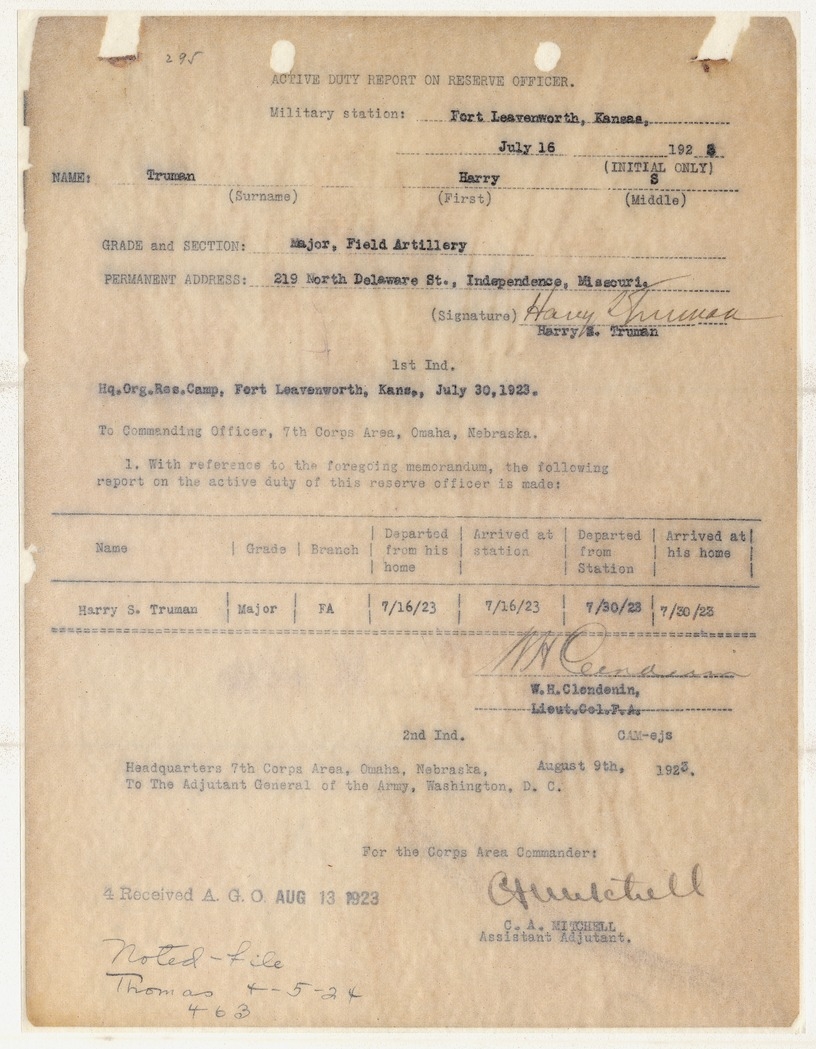 295
ACTIVE DUTY REPORT ON RESERVE OFFICER.
Military station: Fort Leavenworth, Kansas,
July 16 192 3
(INITIAL ONLY)
NAME: Truman Harry S
(Surname) (First) (Middle)
GRADE and SECTION: Major, Field Artillery
PERMANENT ADDRESS: 219 North Delaware St., Independence, Missouri.
(Signature) Harry S Truman
Harry S. Truman
1st Ind.
Hq.Org.Res.Camp, Fort Leavenworth, Kans., July 30,1923.
To Commanding Officer, 7th Corps Area, Omaha, Nebraska.
1. With reference to the foregoing memorandum, the following
report on the active duty of this reserve officer is made:
Name | Grade | Branch | Departed from his home | Arrived at station | Departed from Station | Arrived at his home |
Harry S. Truman | Major | FA | 7/16/23 | 7/16/23 | 7/30/23 | 7/30/23
W H Clendenin
W.H.Clendenin,
Lieut.Col.F.A.
2nd Ind. CAM-ejs
Headquarters 7th Corps Area, Omaha, Nebraska, August 9th, 1923.
To The Adjutant General of the Army, Washington, D. C.
For the Corps Area Commander:
4 Received A. G. O. AUG 13 1923
CAMitchell
C. A. MITCHELL
Assistant Adjutant.
Noted - file
Thomas 4-5-24
463